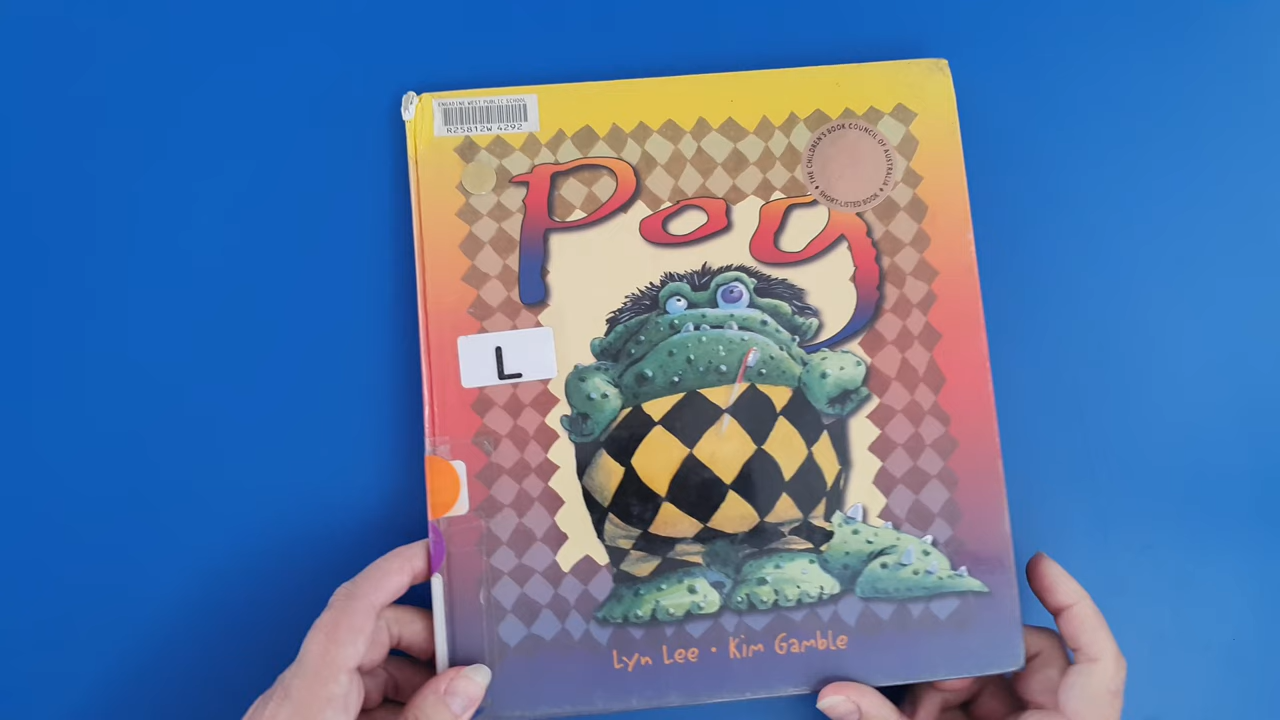 ENGADINE WEST PUBLIC SCHOOL
R25812W 4292
Pog
THE CHILDREN'S BOOK COUNCIL OF AUSTRALIA
SHORT-LISTED BOOK
L
Lyn Lee • Kim Gamble